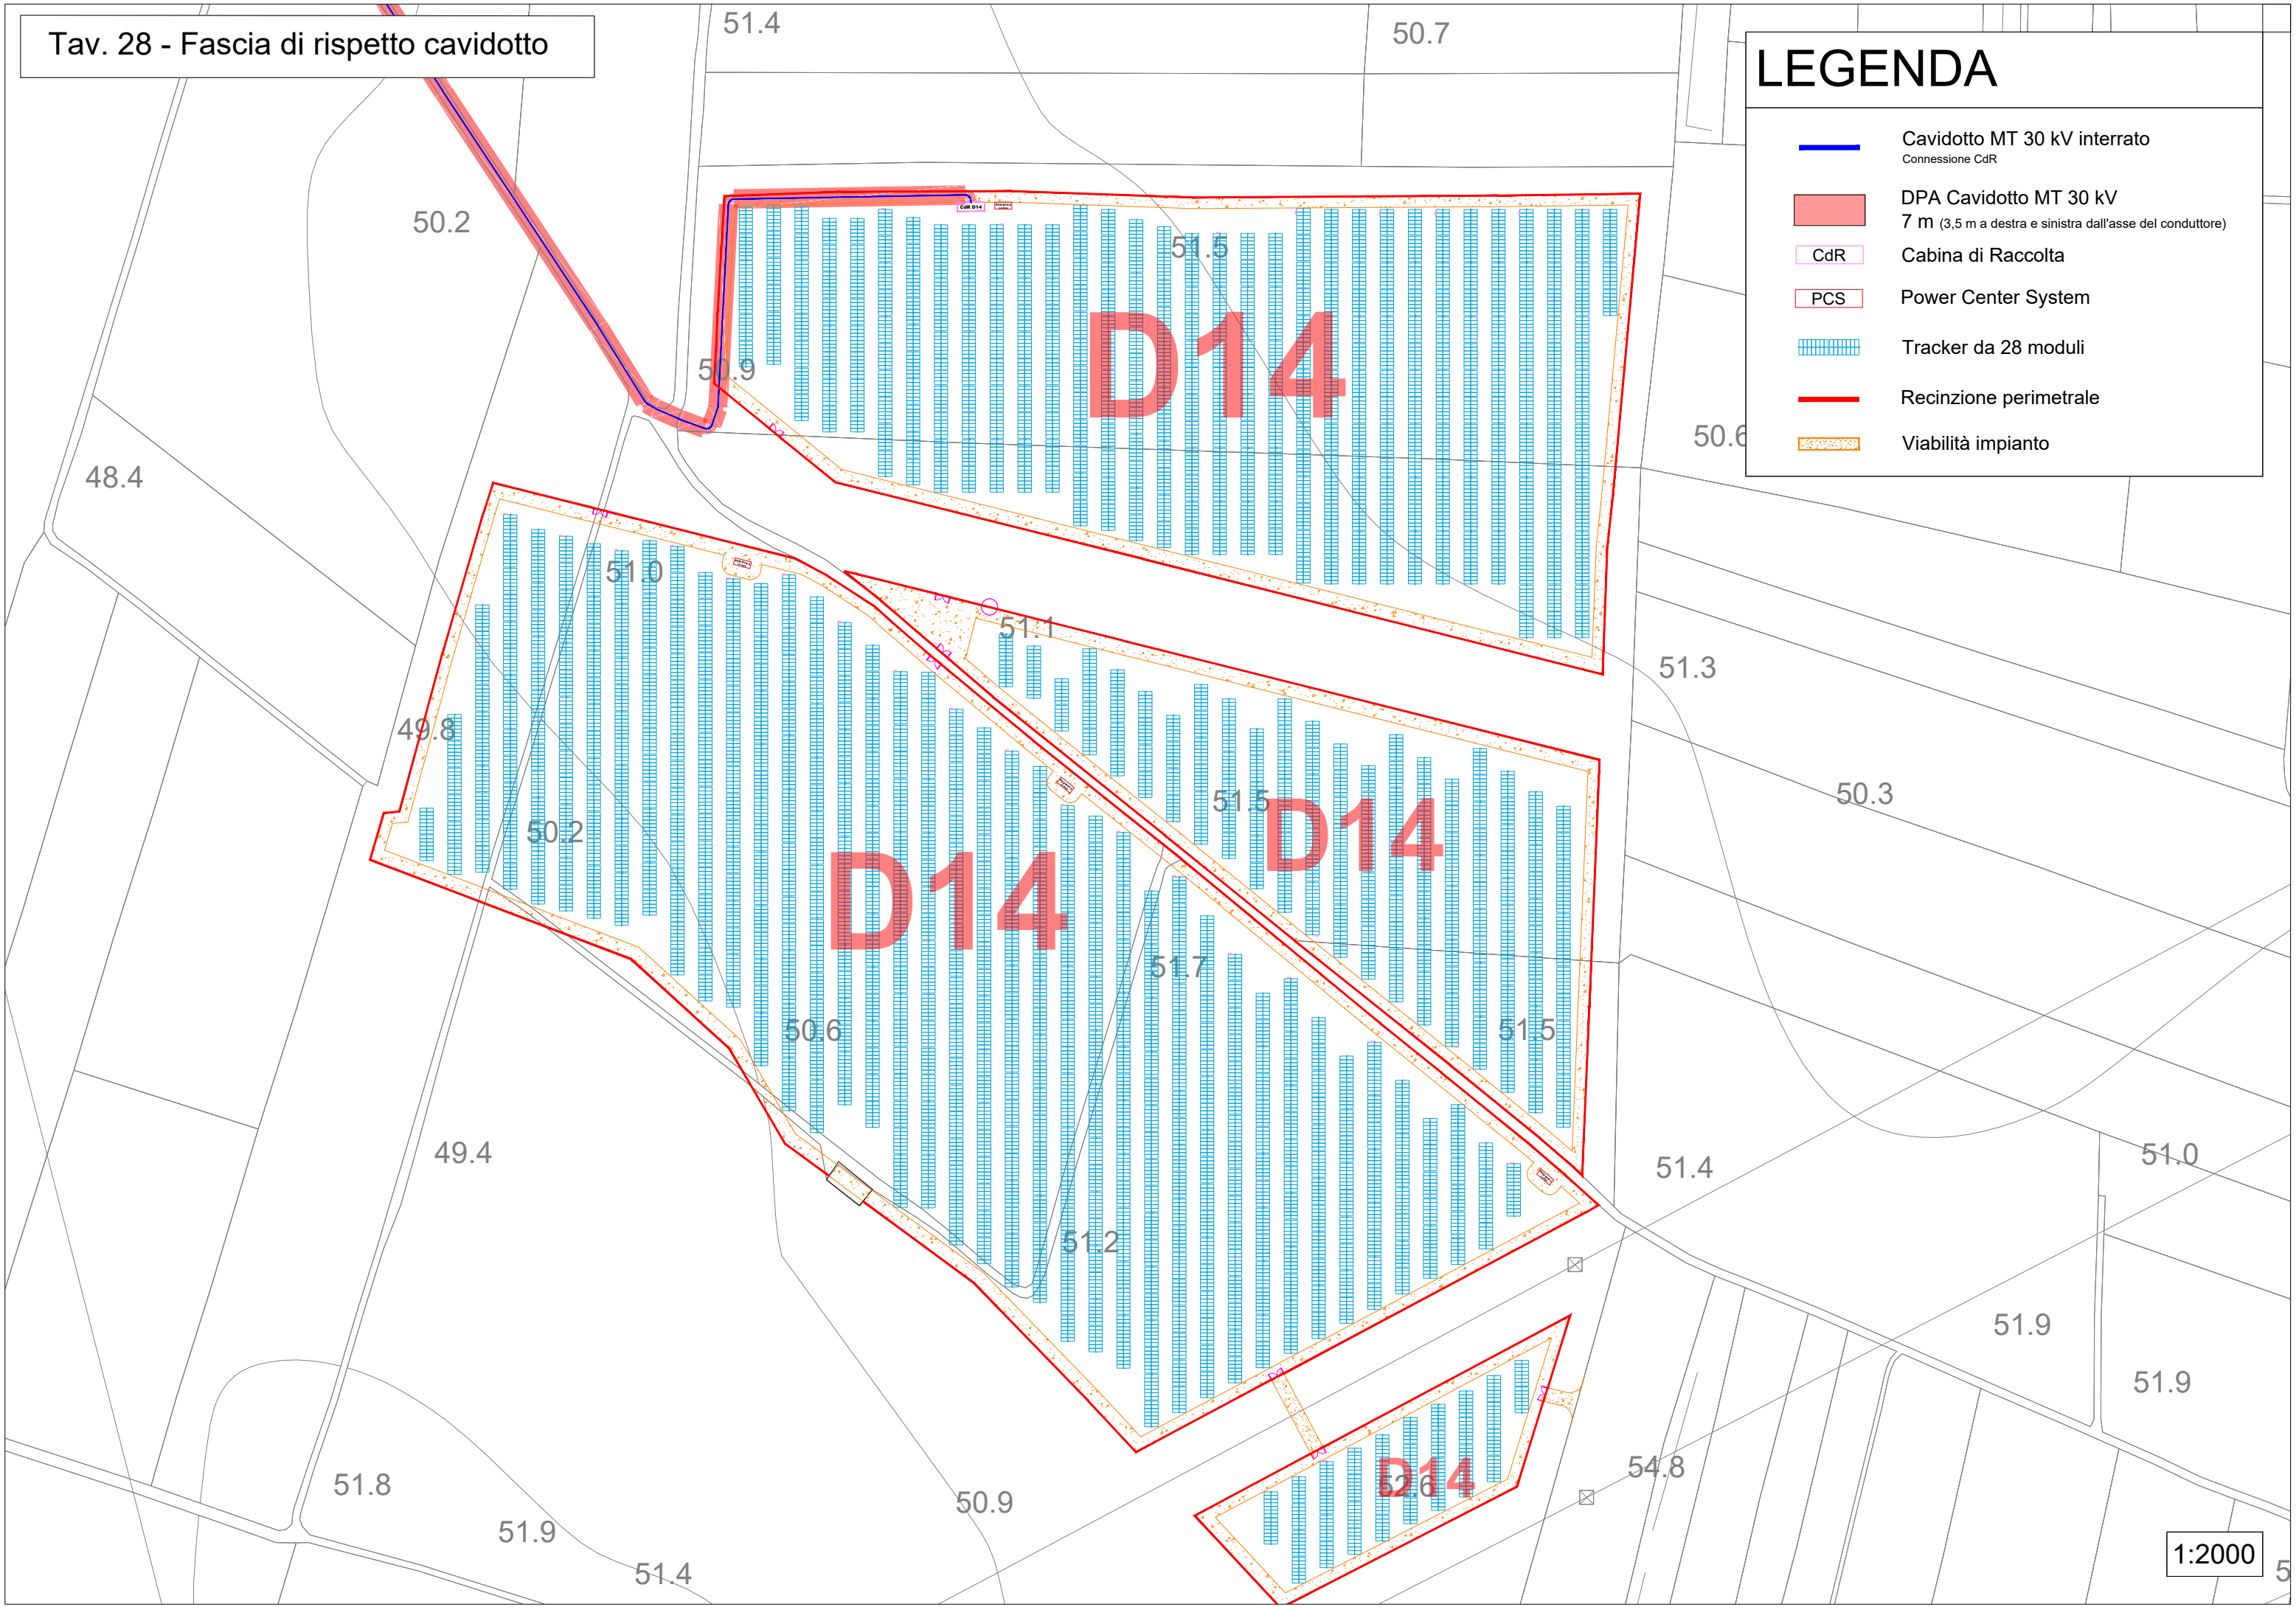 Tav. 28 - Fascia di rispetto cavidotto
51.4
50.7
LEGENDA
Cavidotto MT 30 kV interrato
Connessione CdR
DPA Cavidotto MT 30 kV
7 m (3,5 m a destra e sinistra dall'asse del conduttore)
CdR
Cabina di Raccolta
PCS
Power Center System
Tracker da 28 moduli
Recinzione perimetrale
Viabilità impianto
50.2
CdR D14
51.5
D14
50.9
50.6
48.4
51.0
51.1
51.3
49.8
50.3
50.2
51.5
D14
D14
51.7
50.6
51.5
49.4
51.4
51.0
51.2
51.9
51.9
51.8
50.9
D14
52.6
54.8
51.9
51.4
1:2000
5